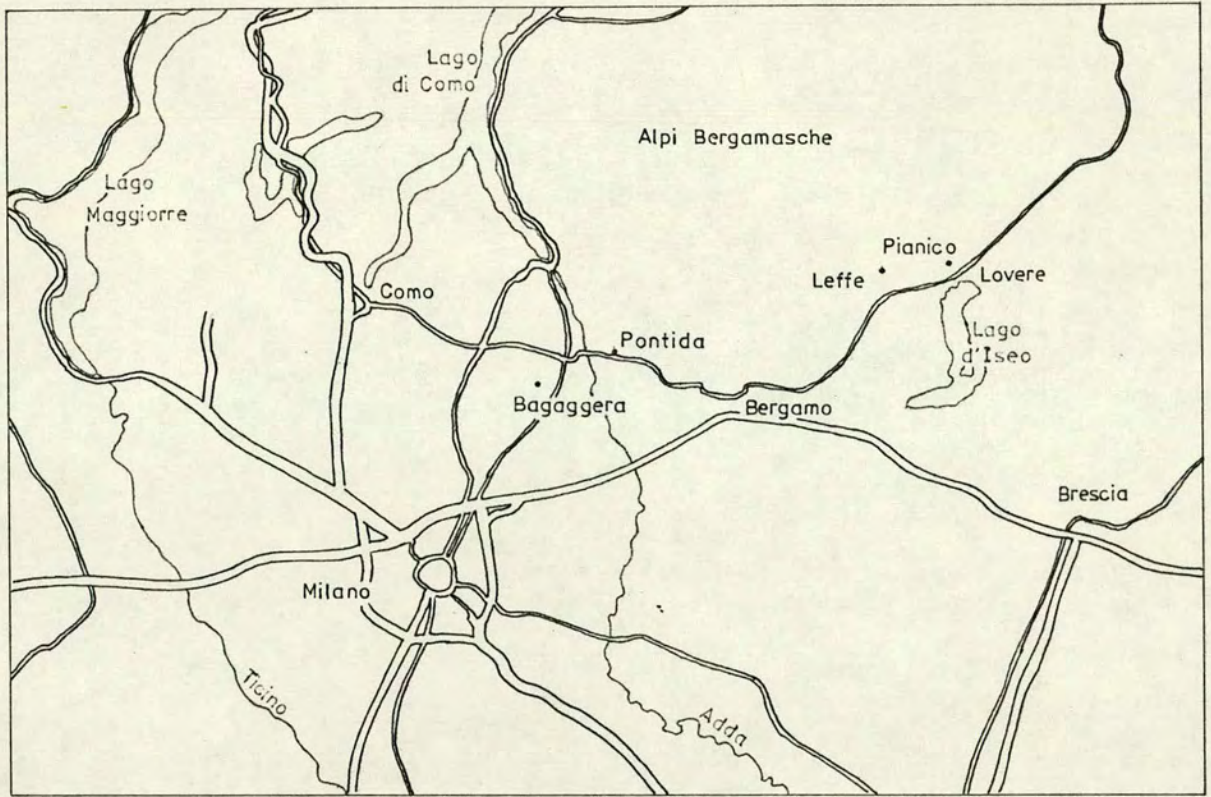 Lago
di Como
Alpi Bergamasche
Lago
Maggiorre
Pianico
Leffe
Lovere
Como
Lago
d'Iseo
Pontida
Bagaggera
Bergamo
Brescia
Milano
Ticino
Adda